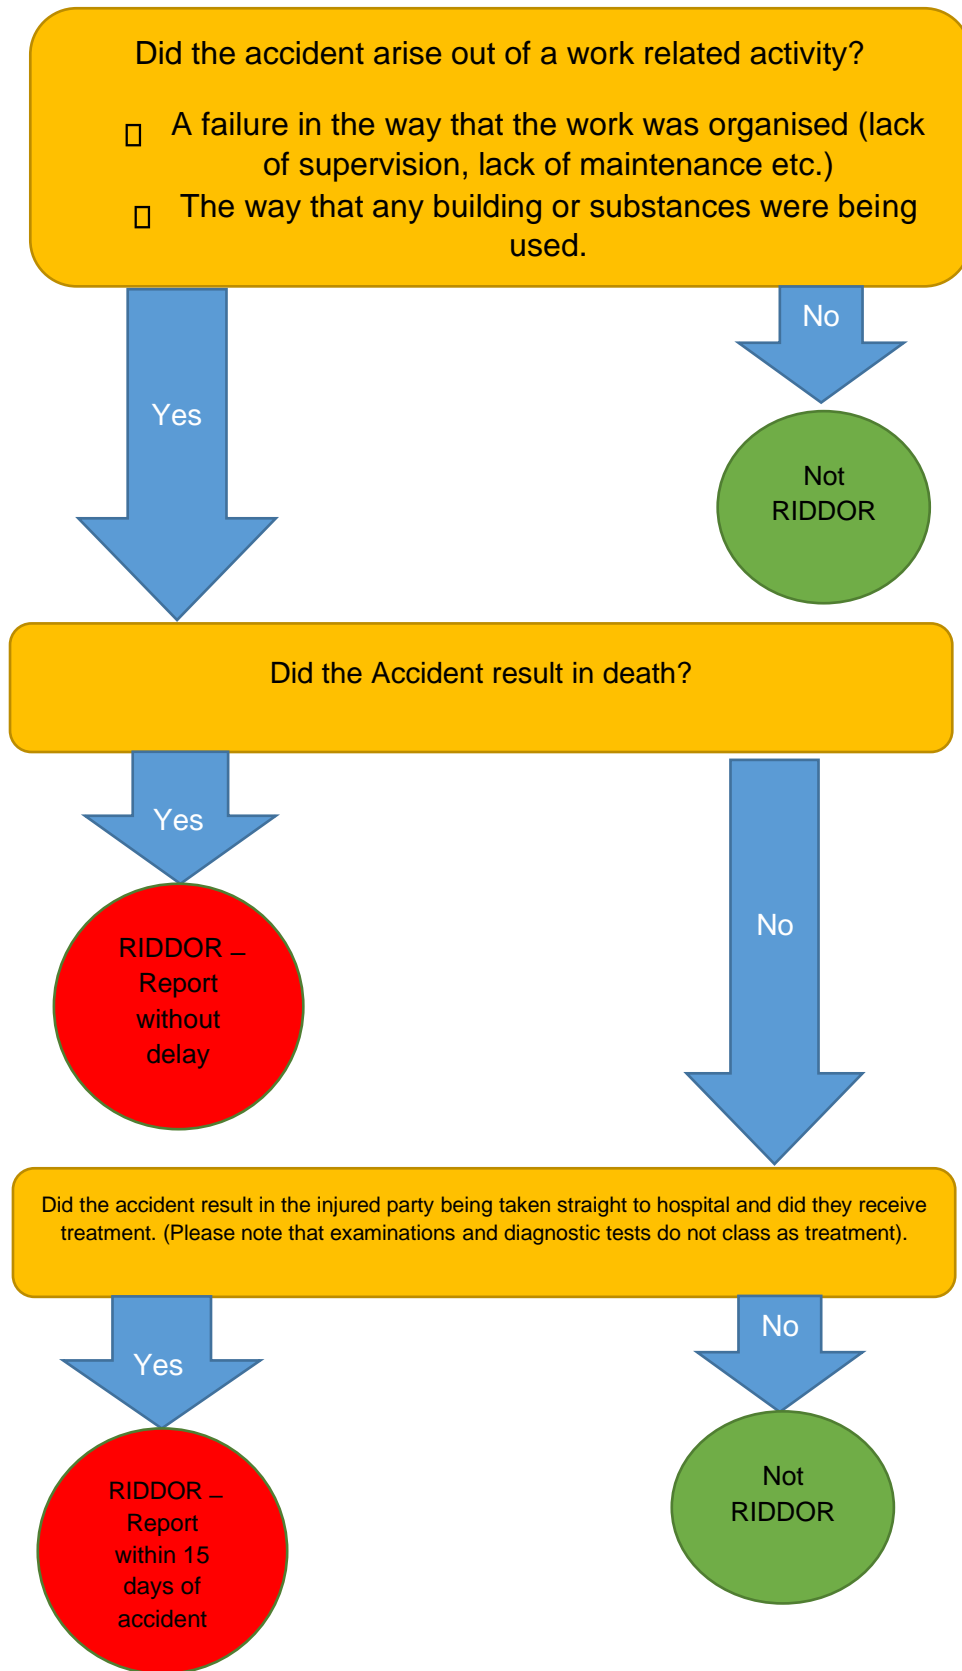 Did the accident arise out of a work related activity?
A failure in the way that the work was organised (lack
of supervision, lack of maintenance etc.)
The way that any building or substances were being
used.
No
Yes
Not
RIDDOR
Did the Accident result in death?
Yes
No
RIDDOR –
Report
without
delay
Did the accident result in the injured party being taken straight to hospital and did they receive
treatment. (Please note that examinations and diagnostic tests do not class as treatment).
No
Yes
Not
RIDDOR
RIDDOR –
Report
within 15
days of
accident